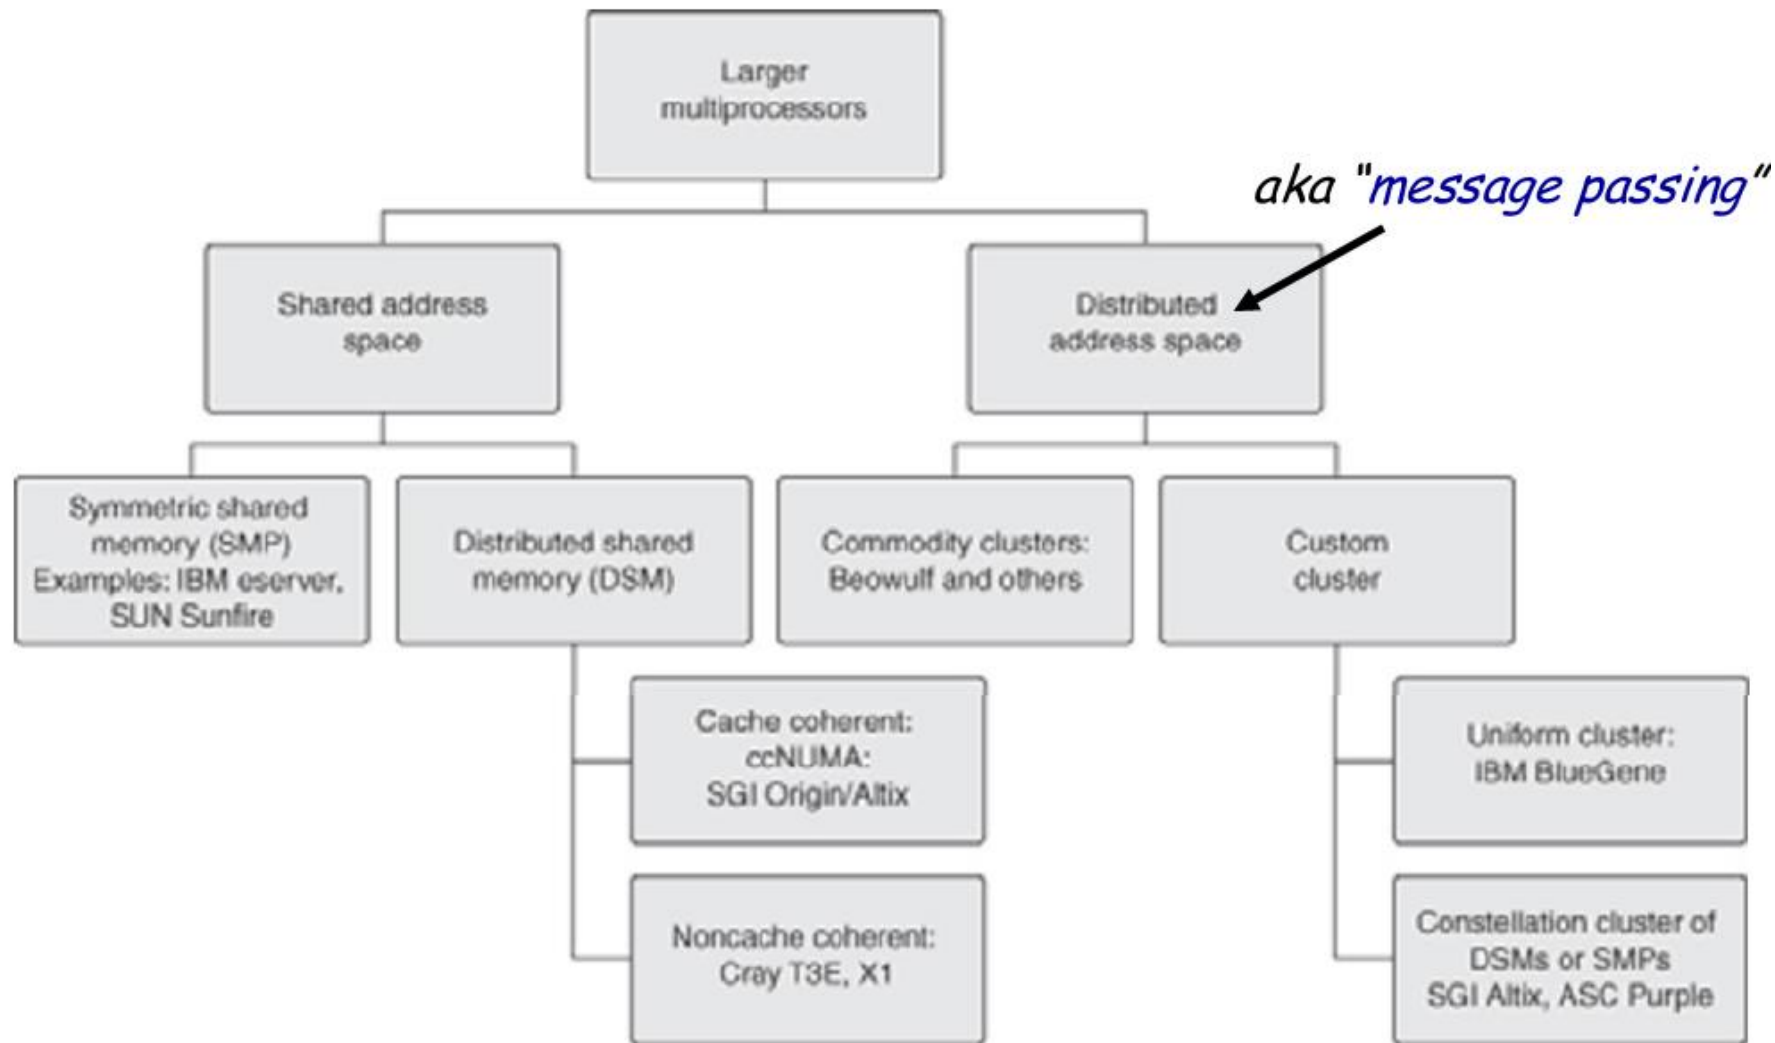 Larger
multiprocessors
aka "message passing"
Shared address
space
Distributed
address space
Symmetric shared
memory (SMP)
Examples: IBM eserver,
SUN Sunfire
Distributed shared
memory (DSM)
Commodity clusters:
Beowulf and others
Custom
cluster
Cache coherent:
ccNUMA:
SGI Origin/Altix
Uniform cluster:
IBM BlueGene
Noncache coherent:
Cray T3E, X1
Constellation cluster of
DSMs or SMPs
SGI Altix, ASC Purple